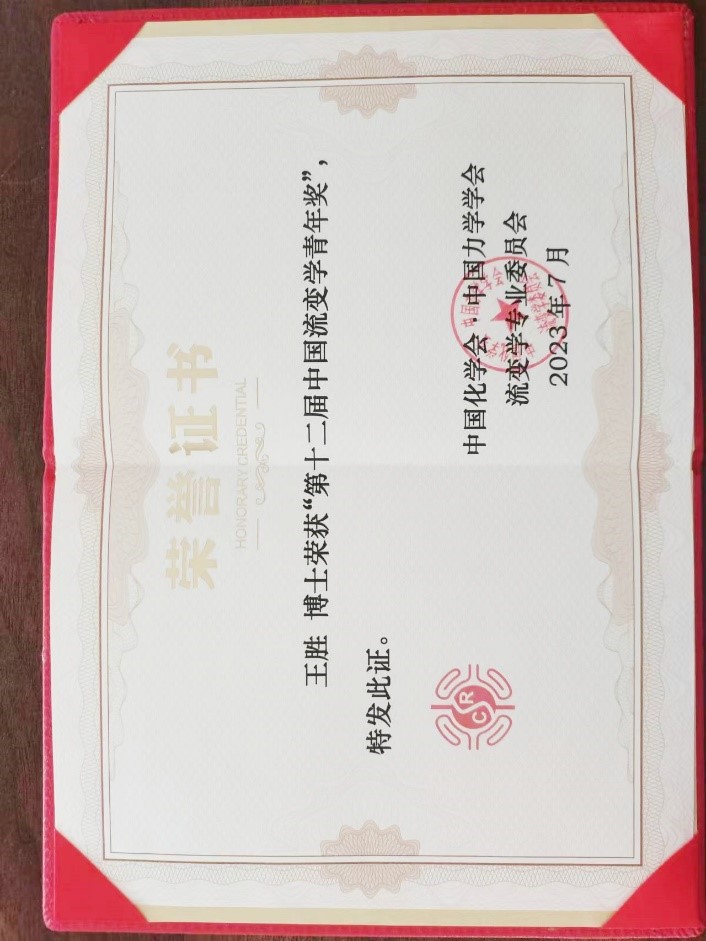 荣誉证书
HONORARY CREDENTIAL
王胜 博士荣获“第十二届中国流变学青年奖”，
特发此证。
中国化学会·中国力学学会
流变学专业委员会
2023年7月
CSR